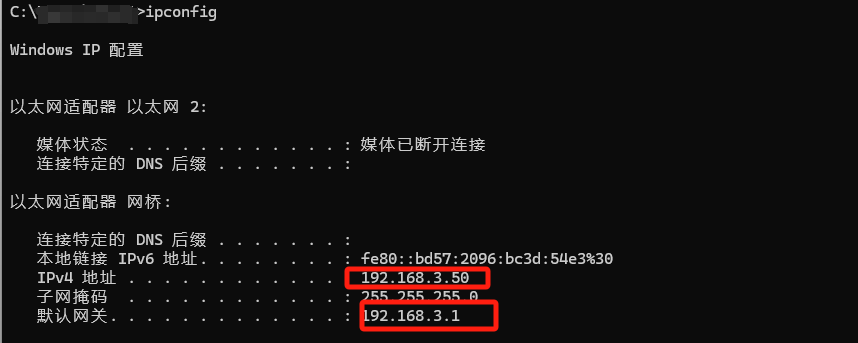 C:\ >ipconfig
Windows IP 配置
以太网适配器 以太网 2:
媒体状态 . . . . . . . . . . . . : 媒体已断开连接
连接特定的 DNS 后缀 . . . . . . . :
以太网适配器 网桥:
连接特定的 DNS 后缀 . . . . . . . :
本地链接 IPv6 地址. . . . . . . . : fe80::bd57:2096:bc3d:54e3%30
IPv4 地址 . . . . . . . . . . . . : 192.168.3.50
子网掩码 . . . . . . . . . . . . : 255.255.255.0
默认网关. . . . . . . . . . . . . : 192.168.3.1